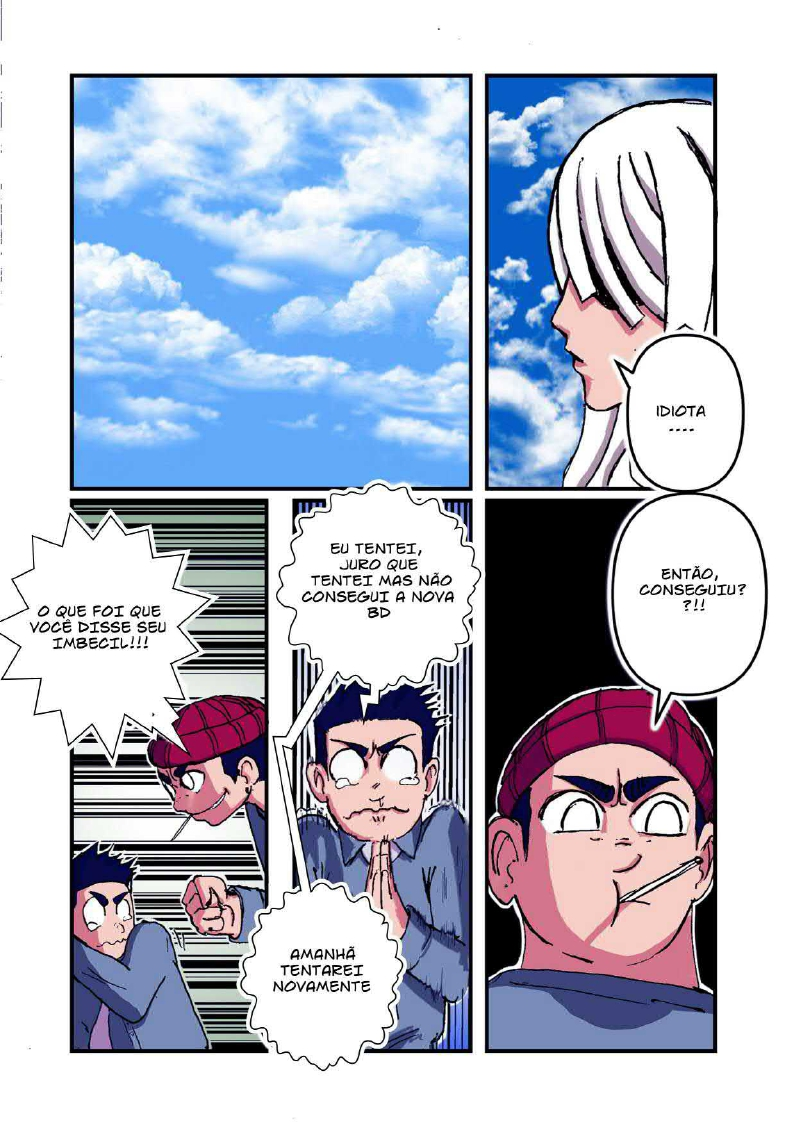 IDIOTA
----
ENTÃO,
CONSEGUIU?
?!!
EU TENTEI,
JURO QUE
TENTEI MAS NÃO
CONSEGUI A NOVA
BD
AMANHÃ
TENTAREI
NOVAMENTE
O QUE FOI QUE
VOCÊ DISSE SEU
IMBECIL!!!